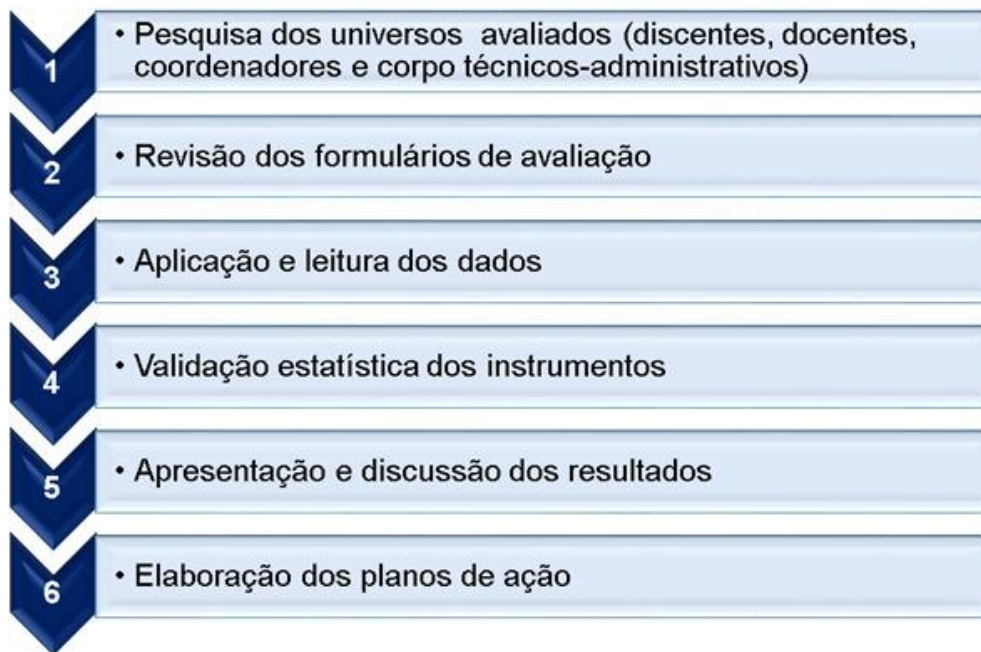 1
• Pesquisa dos universos avaliados (discentes, docentes,
coordenadores e corpo técnicos-administrativos)
2
• Revisão dos formulários de avaliação
3
• Aplicação e leitura dos dados
4
• Validação estatística dos instrumentos
5
• Apresentação e discussão dos resultados
6
• Elaboração dos planos de ação